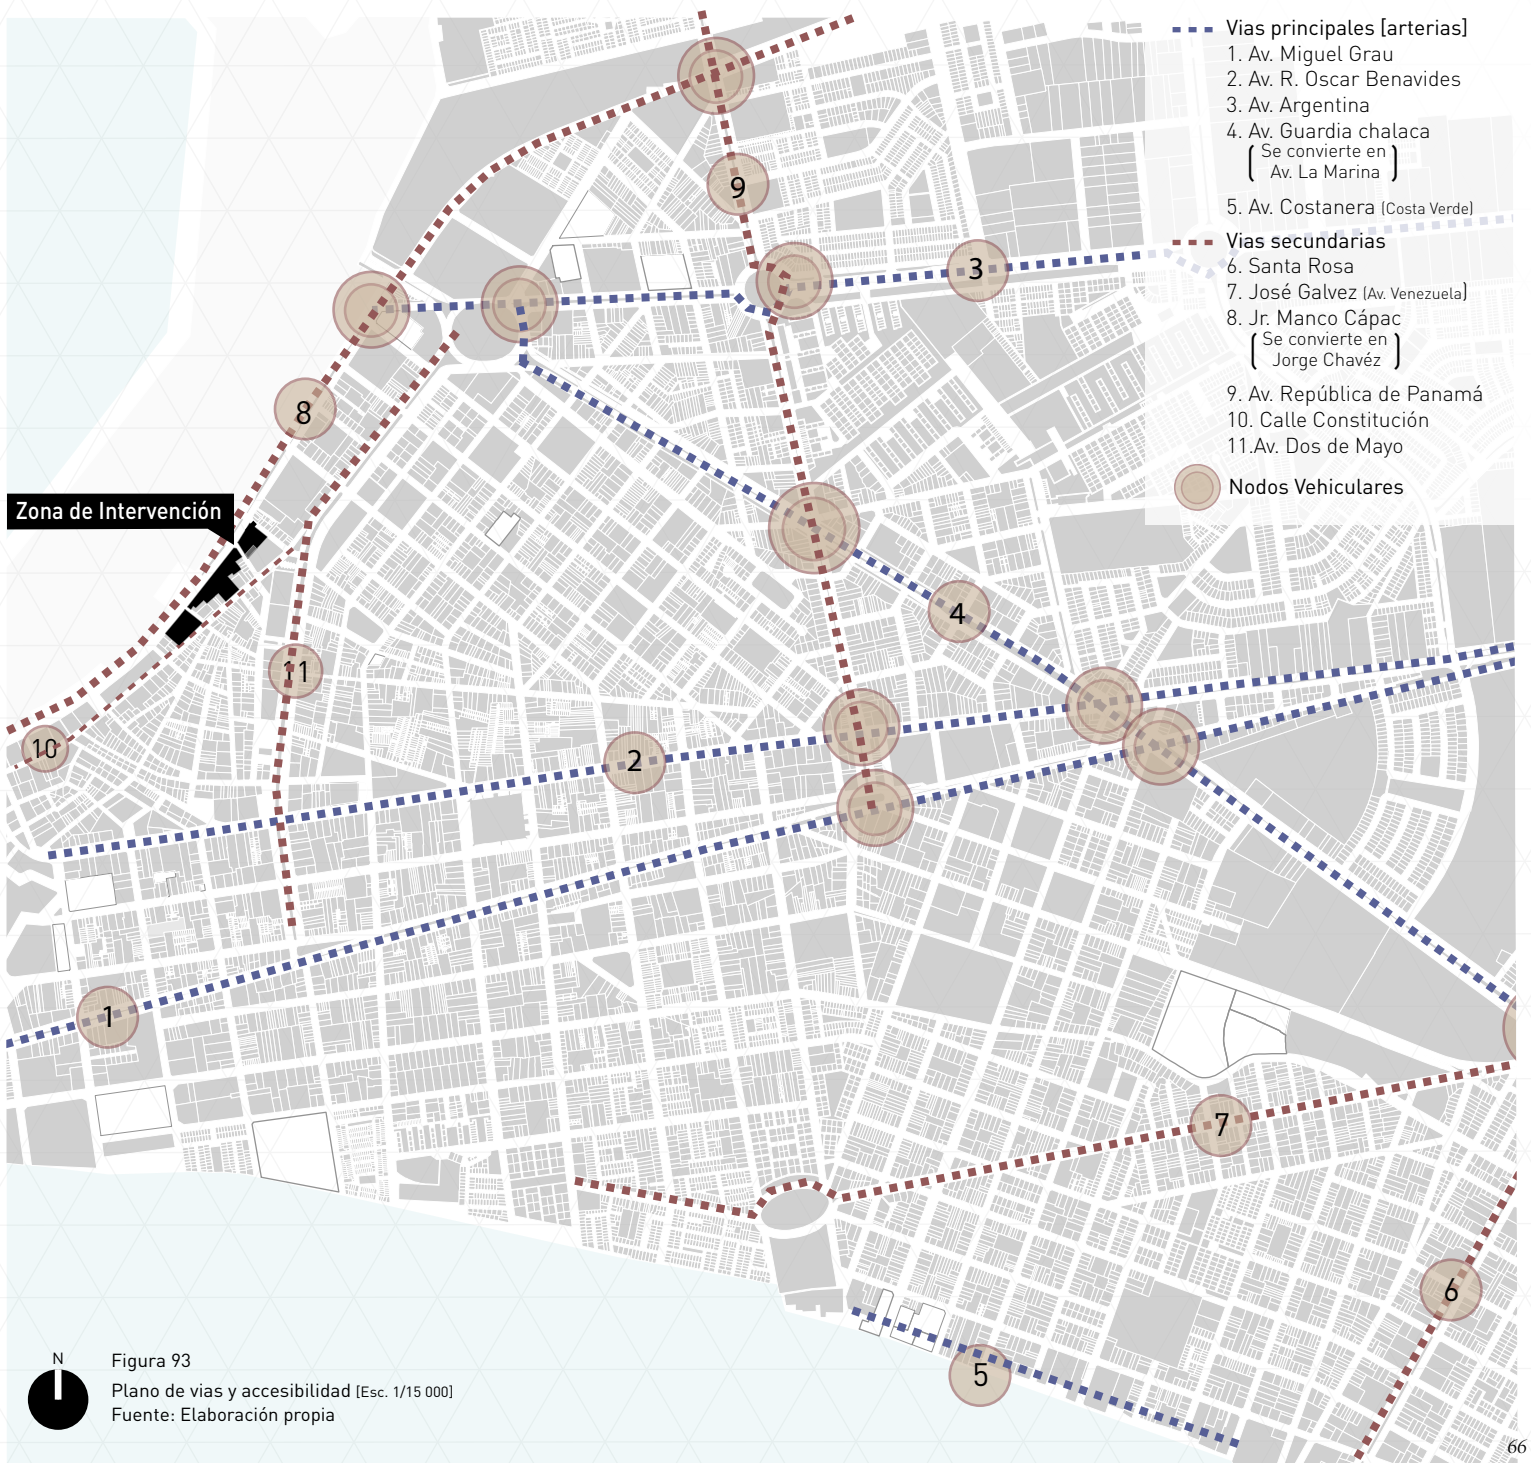 Vias principales [arterias]
1. Av. Miguel Grau
2. Av. R. Oscar Benavides
3. Av. Argentina
4. Av. Guardia chalaca
Se convierte en
Av. La Marina
5. Av. Costanera (Costa Verde)
Vias secundarias
6. Santa Rosa
7. José Galvez (Av. Venezuela)
8. Jr. Manco Cápac
Se convierte en
Jorge Chavéz
9. Av. República de Panamá
10. Calle Constitución
11.Av. Dos de Mayo
Nodos Vehiculares
9
3
8
Zona de Intervención
4
11
10
2
1
7
6
5
N
Figura 93
Plano de vias y accesibilidad [Esc. 1/15 000]
Fuente: Elaboración propia
66